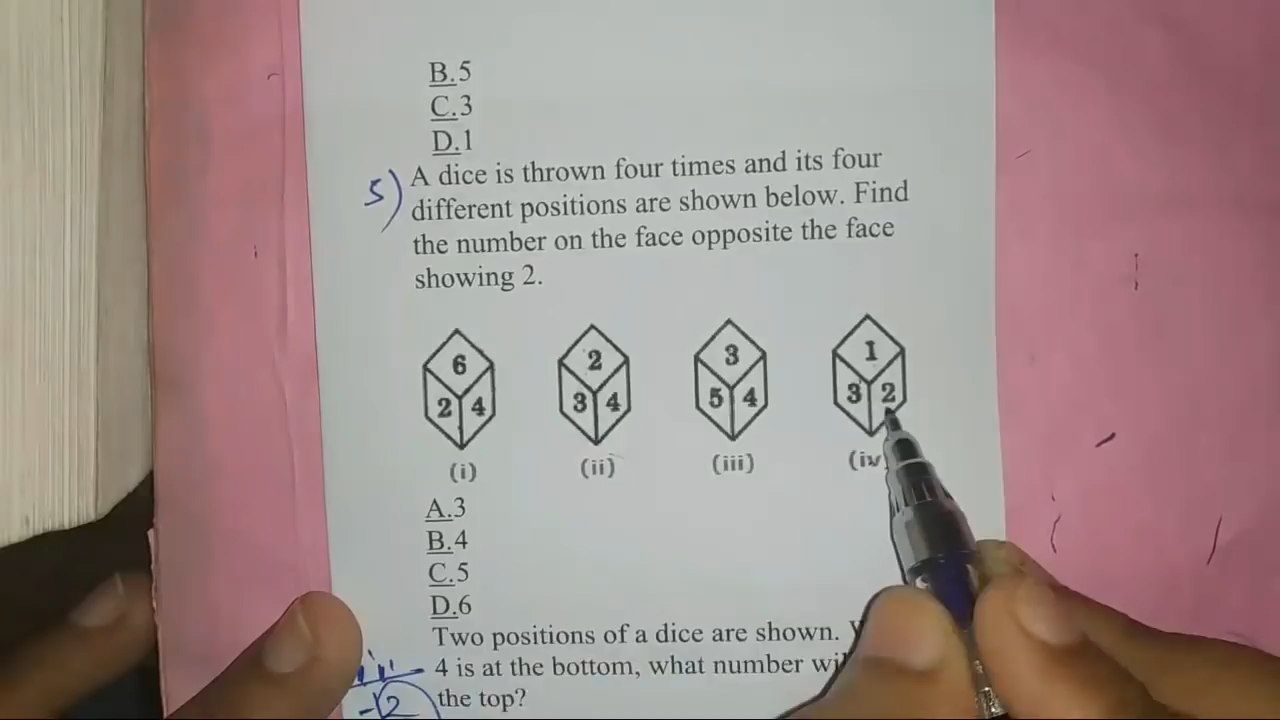 B.5
C.3
D.1
5) A dice is thrown four times and its four
different positions are shown below. Find
the number on the face opposite the face
showing 2.
6 2 3 1
2 4 3 4 5 4 3 2
(i) (ii) (iii) (iv
A.3
B.4
C.5
D.6
Two positions of a dice are shown.
4 is at the bottom, what number
the top?